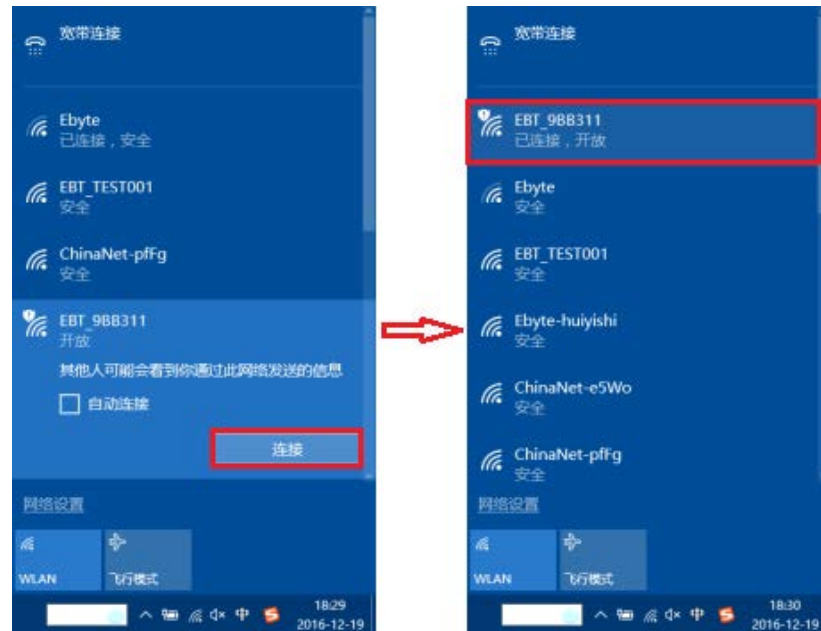 宽带连接
Ebyte
已连接，安全
EBT_TEST001
安全
ChinaNet-pfFg
安全
EBT_9BB311
开放
其他人可能会看到你通过此网络发送的信息
自动连接
连接
网络设置
WLAN
飞行模式
中
18:29
2016-12-19
宽带连接
EBT_9BB311
已连接，开放
Ebyte
安全
EBT_TEST001
安全
Ebyte-huiyishi
安全
ChinaNet-e5Wo
安全
ChinaNet-pfFg
安全
网络设置
WLAN
飞行模式
中
18:30
2016-12-19